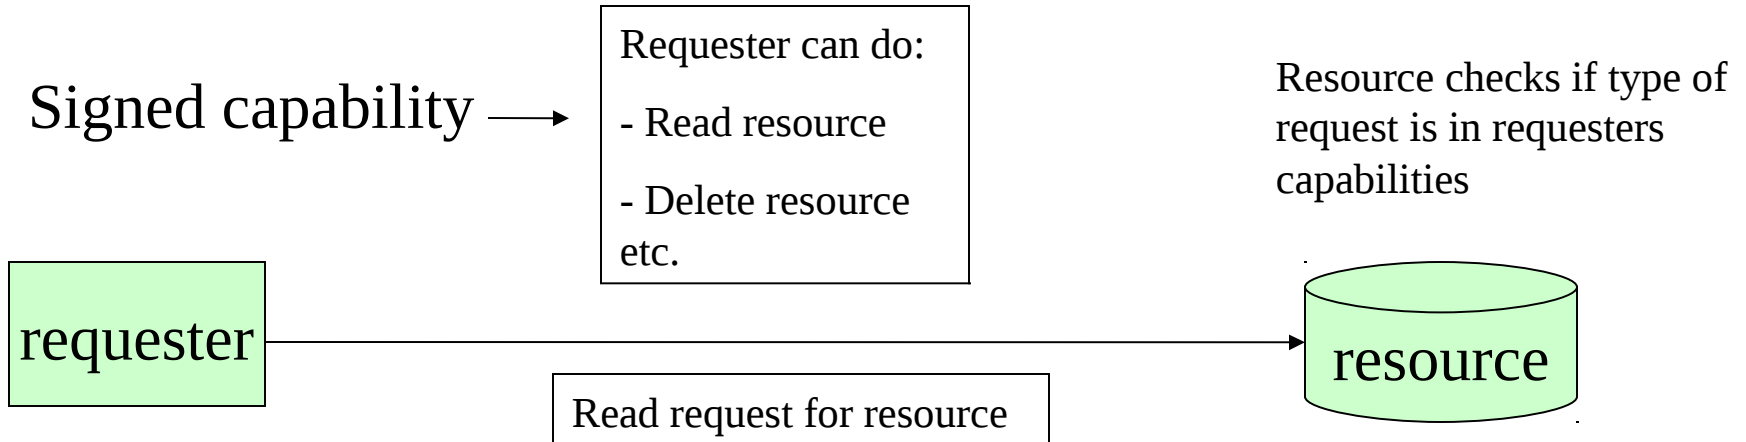 Signed capability
Requester can do:
- Read resource
- Delete resource
etc.
Resource checks if type of
request is in requesters
capabilities
requester
resource
Read request for resource